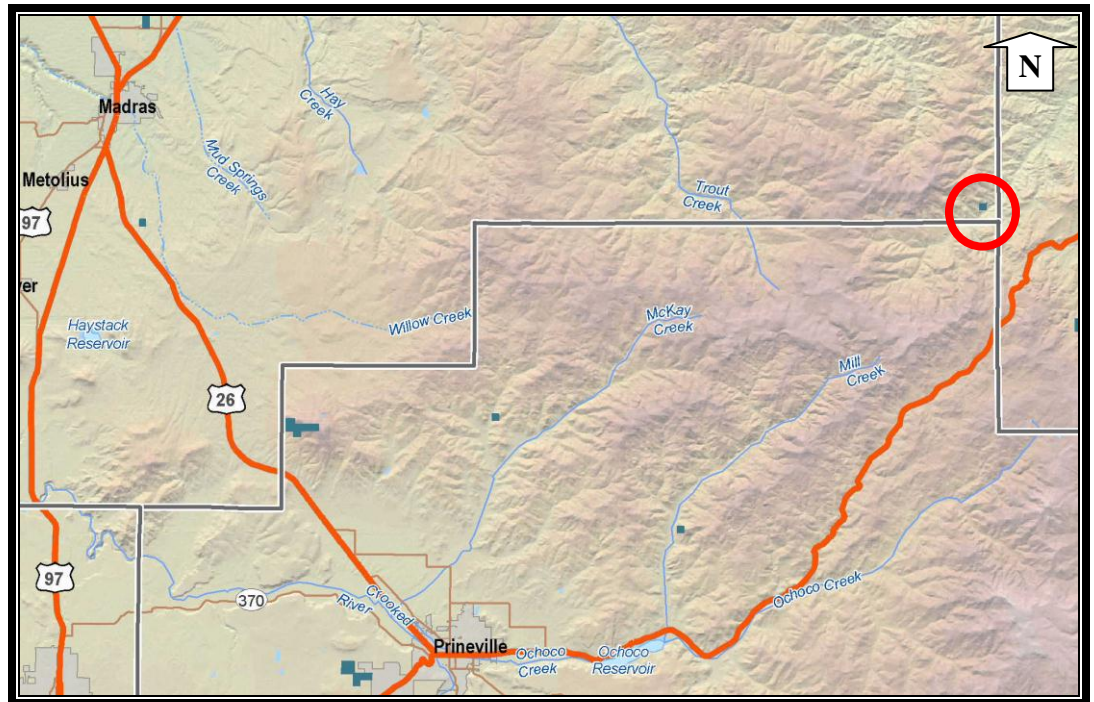 N
Madras
Hay
Creek
Mud Springs
Creek
Metolius
97
Trout
Creek
er
Haystack
Reservoir
Willow Creek
McKay
Creek
Mill
Creek
26
97
370
Crooked
River
Ochoco Creek
Prineville
Ochoco
Creek
Ochoco
Reservoir